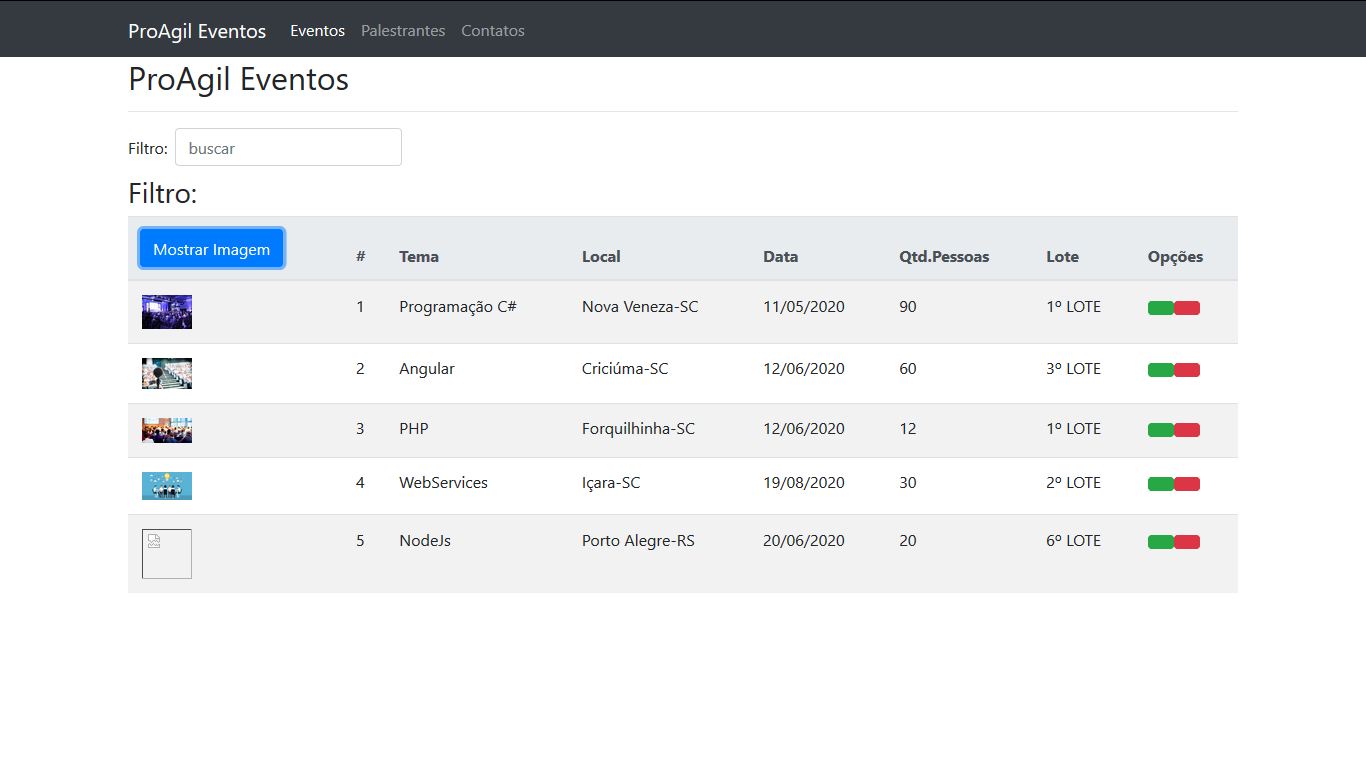 ProAgil Eventos Eventos Palestrantes Contatos
ProAgil Eventos
Filtro: buscar
Filtro:
Mostrar Imagem # Tema Local Data Qtd.Pessoas Lote Opções
1 Programação C# Nova Veneza-SC 11/05/2020 90 1º LOTE
2 Angular Criciúma-SC 12/06/2020 60 3º LOTE
3 PHP Forquilhinha-SC 12/06/2020 12 1º LOTE
4 WebServices Içara-SC 19/08/2020 30 2º LOTE
5 NodeJs Porto Alegre-RS 20/06/2020 20 6º LOTE